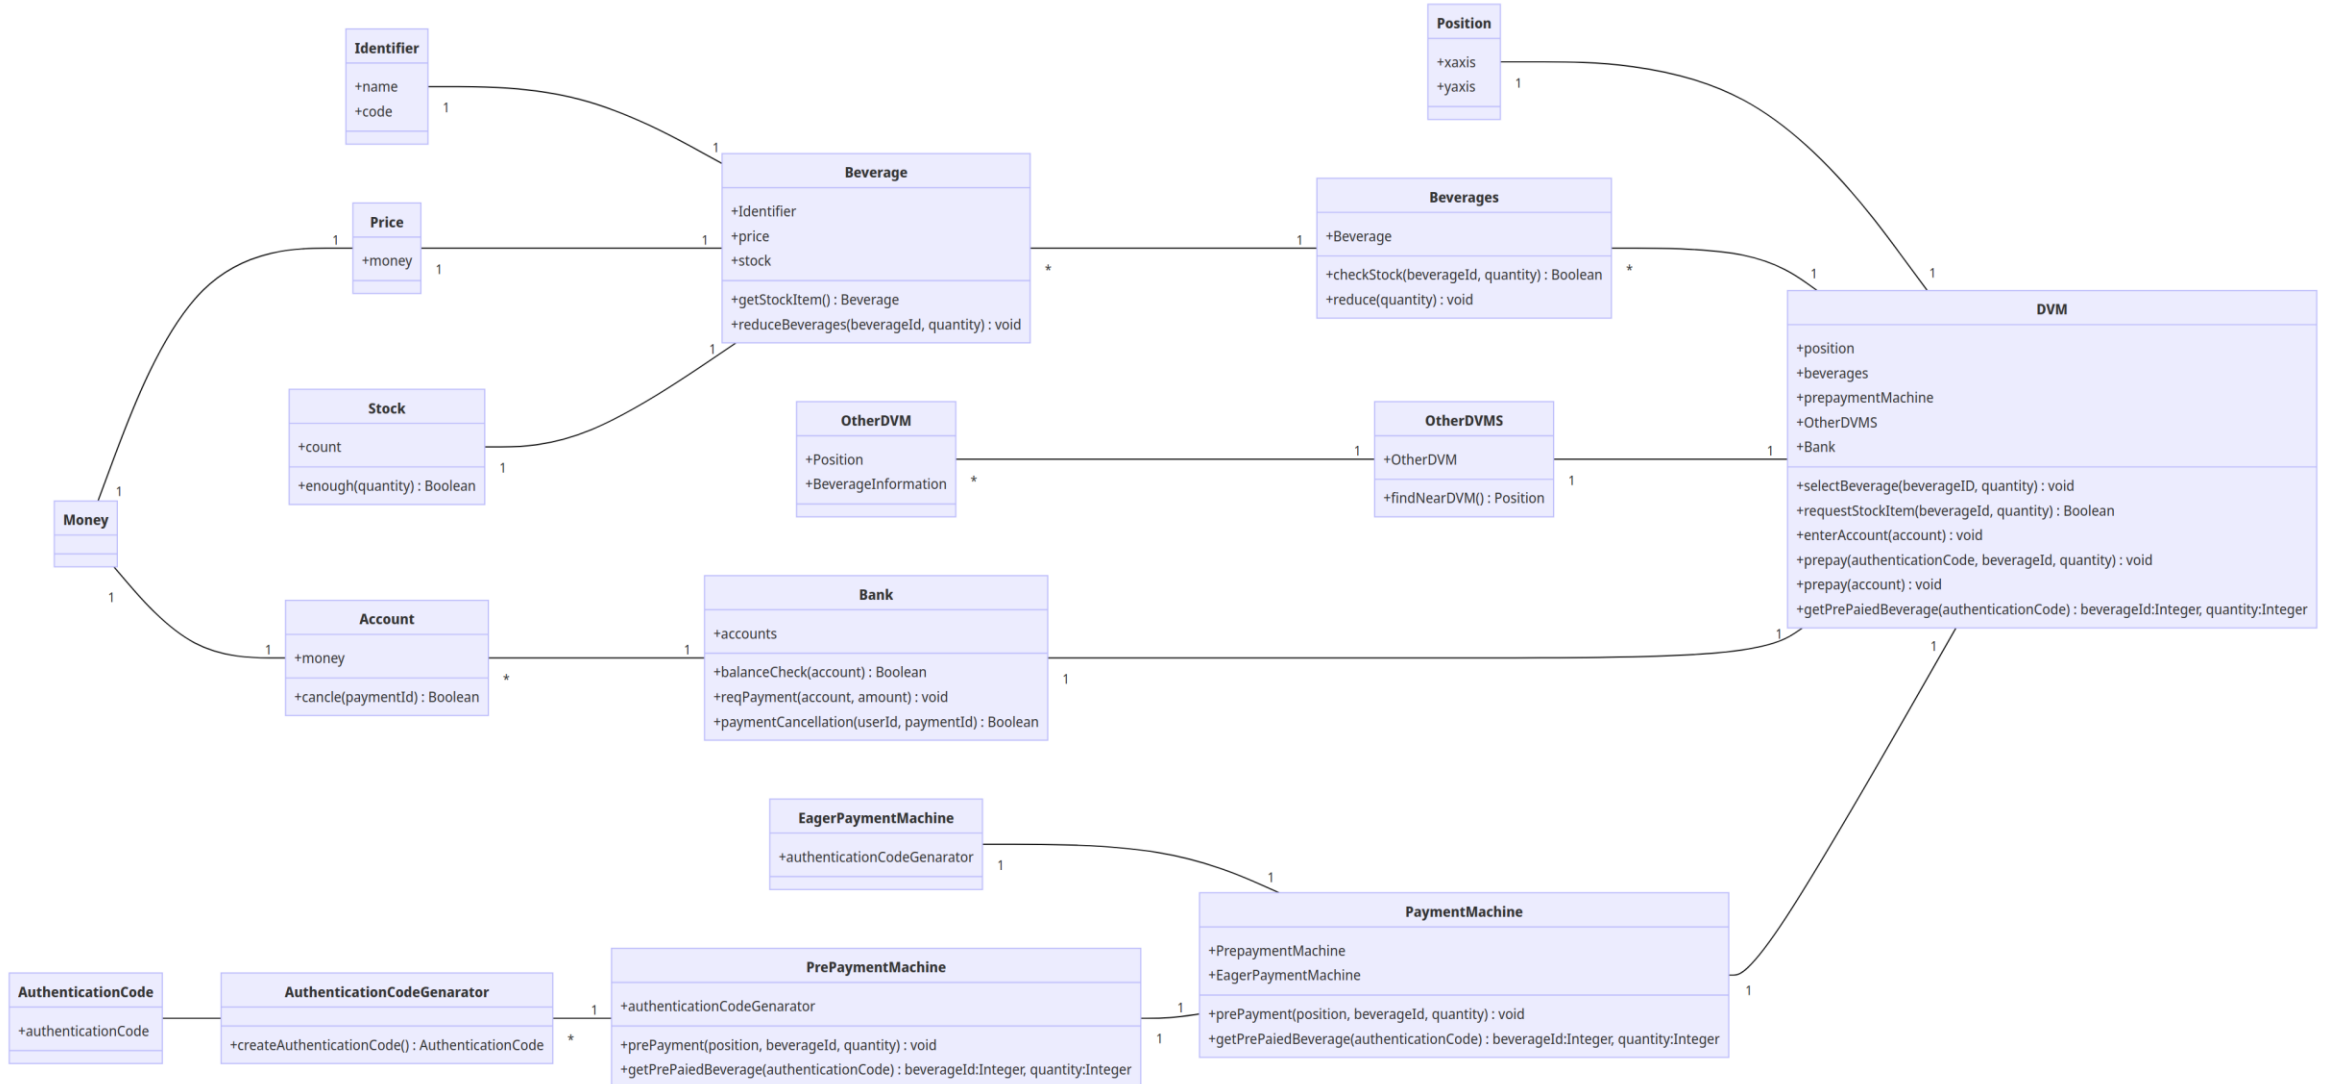 Position
+xaxis
+yaxis
1
Identifier
+name
+code
1
1
Beverage
+Identifier
+price
+stock
+getStockItem() : Beverage
+reduceBeverages(beverageId, quantity) : void
1
1
1
*
Beverages
+Beverage
+checkStock(beverageId, quantity) : Boolean
+reduce(quantity) : void
1
*
1
1
Price
+money
1
1
DVM
+position
+beverages
+prepaymentMachine
+OtherDVMS
+Bank
+selectBeverage(beverageID, quantity) : void
+requestStockItem(beverageId, quantity) : Boolean
+enterAccount(account) : void
+prepay(authenticationCode, beverageId, quantity) : void
+prepay(account) : void
+getPrePaiedBeverage(authenticationCode) : beverageId:Integer, quantity:Integer
1
1
1
Stock
+count
+enough(quantity) : Boolean
1
OtherDVM
+Position
+BeverageInformation
*
OtherDVMS
+OtherDVM
+findNearDVM() : Position
1
1
Money
1
1
Account
+money
+cancle(paymentId) : Boolean
1
*
Bank
+accounts
+balanceCheck(account) : Boolean
+reqPayment(account, amount) : void
+paymentCancellation(userId, paymentId) : Boolean
1
1
EagerPaymentMachine
+authenticationCodeGenarator
1
1
PaymentMachine
+PrepaymentMachine
+EagerPaymentMachine
+prePayment(position, beverageId, quantity) : void
+getPrePaiedBeverage(authenticationCode) : beverageId:Integer, quantity:Integer
1
1
AuthenticationCode
+authenticationCode
AuthenticationCodeGenarator
+createAuthenticationCode() : AuthenticationCode
*
1
PrePaymentMachine
+authenticationCodeGenarator
+prePayment(position, beverageId, quantity) : void
+getPrePaiedBeverage(authenticationCode) : beverageId:Integer, quantity:Integer
1